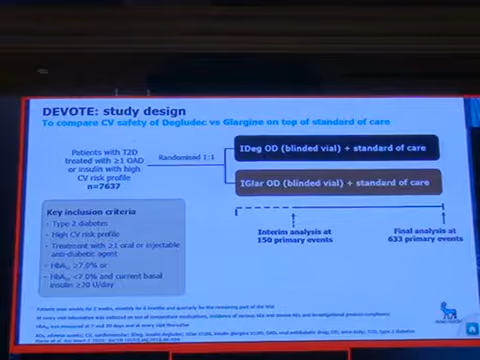 DEVOTE: study design
To compare CV safety of Degludec vs Glargine on top of standard of care
Patients with T2D
treated with ≥1 OAD
or insulin with high
CV risk profile
n=7637
Randomised 1:1
IDeg OD (blinded vial) + standard of care
IGlar OD (blinded vial) + standard of care
Interim analysis at
150 primary events
Final analysis at
633 primary events
Key inclusion criteria
- Type 2 diabetes
- High CV risk profile
- Treatment with ≥1 oral or injectable
anti-diabetic agent
- HbA1c ≥7.0% or
- HbA1c <7.0% and current basal
insulin ≥20 U/day